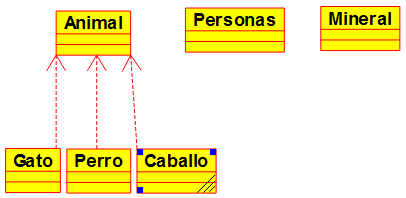 Animal
Personas
Mineral
Gato
Perro
Caballo